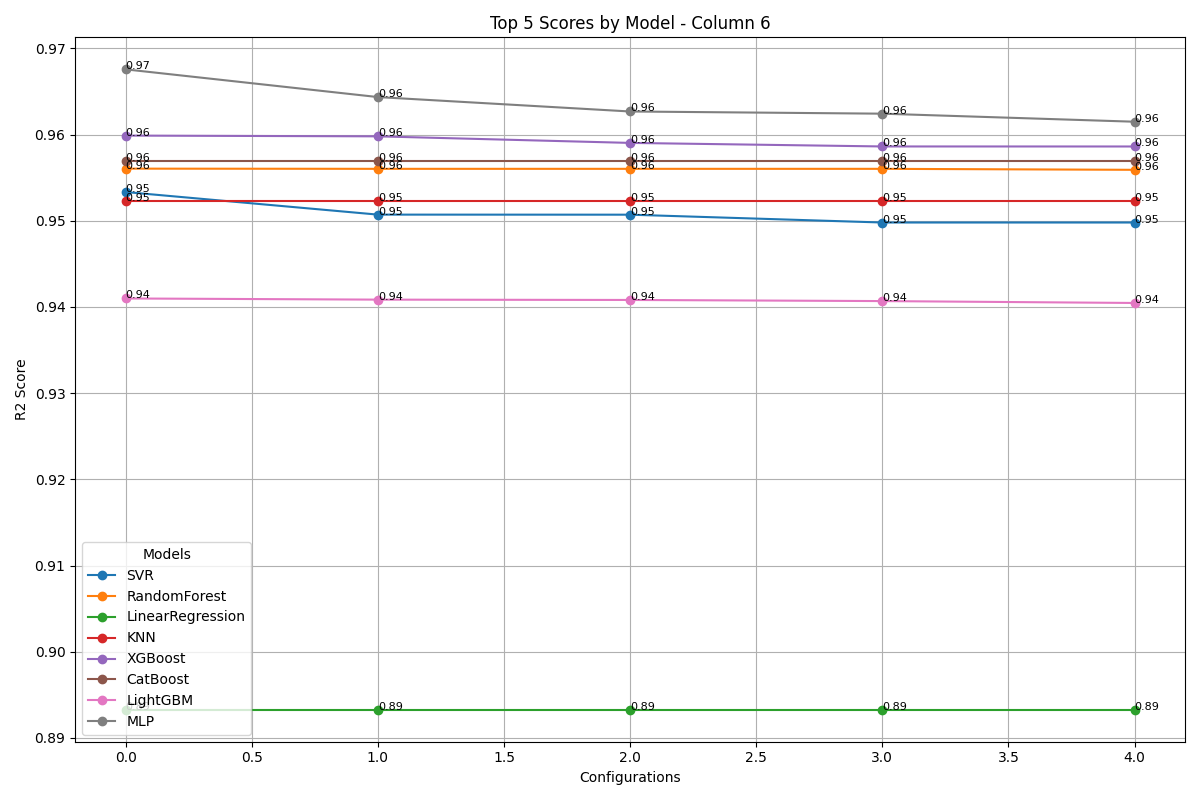 Top 5 Scores by Model - Column 6
R2 Score
0.97
0.96
0.95
0.94
0.93
0.92
0.91
0.90
0.89
0.97 0.96 0.96 0.96 0.96
0.96 0.96 0.96 0.96 0.96
0.96 0.96 0.96 0.96 0.96
0.96 0.96 0.96 0.96 0.96
0.95 0.95 0.95 0.95 0.95
0.95 0.95 0.95 0.95 0.95
0.94 0.94 0.94 0.94 0.94
0.89 0.89 0.89 0.89
Models
SVR
RandomForest
LinearRegression
KNN
XGBoost
CatBoost
LightGBM
MLP
0.0 0.5 1.0 1.5 2.0 2.5 3.0 3.5 4.0
Configurations